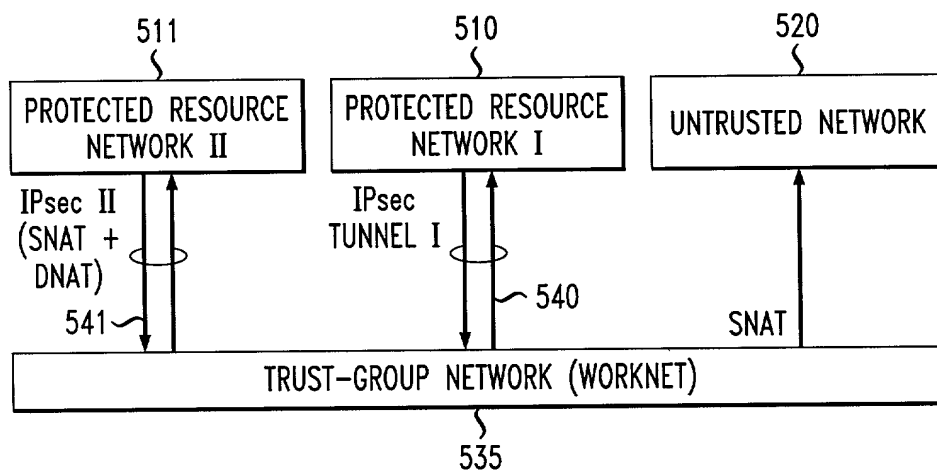 511
510
520
PROTECTED RESOURCE
NETWORK II
PROTECTED RESOURCE
NETWORK I
UNTRUSTED NETWORK
IPsec II
(SNAT +
DNAT)
IPsec
TUNNEL I
541
540
SNAT
TRUST-GROUP NETWORK (WORKNET)
535